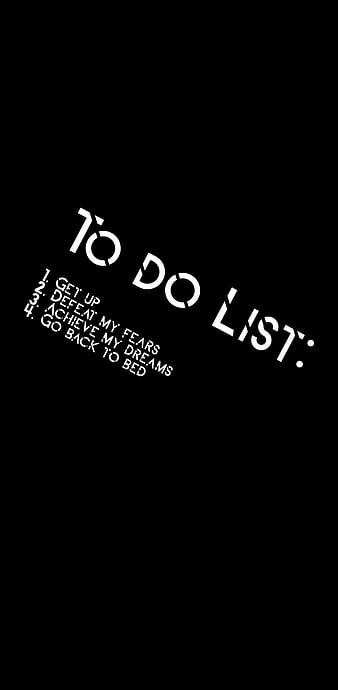 To Do List:
1. Get up
2. Defeat my fears
3. Achieve my dreams
4. Go back to bed